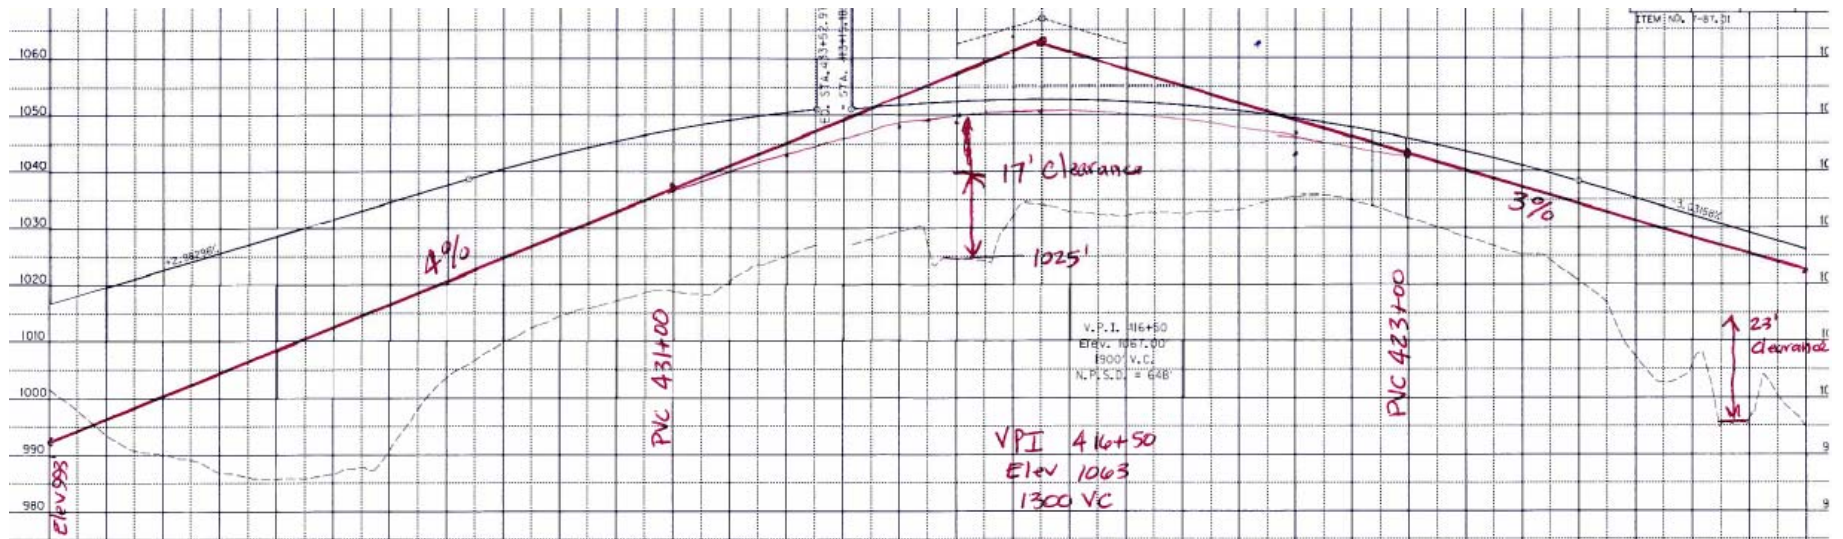 ITEM NO. 7-87.01
1060
1050
1040
1030
1020
1010
1000
990
980
17' Clearance
1025'
4%
3%
PVC 431+00
PVC 423+00
23'
Clearance
V.P.I. 416+50
Elev. 1067.00
1900' V.C.
N.P.S.D. = 648'
VPI 416+50
Elev 1063
1300 VC
Elev 993